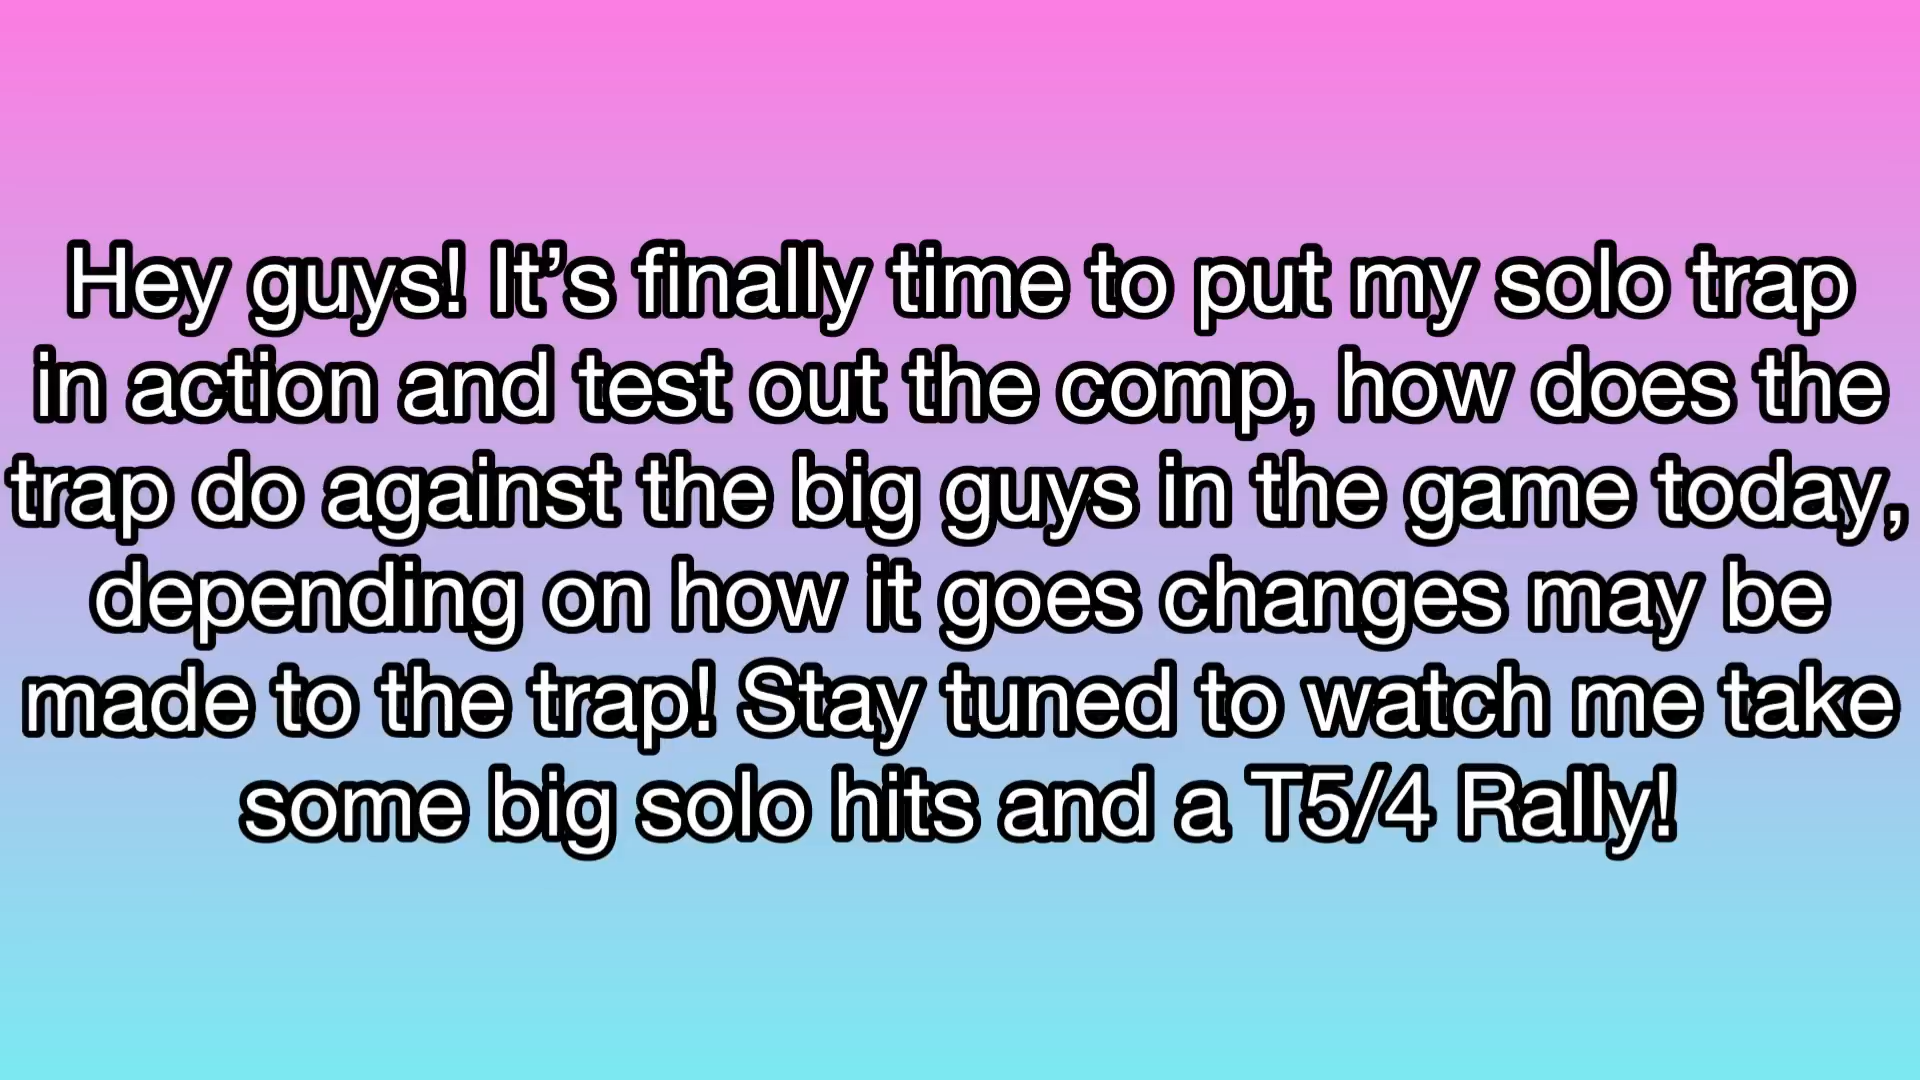 Hey guys! It’s finally time to put my solo trap
in action and test out the comp, how does the
trap do against the big guys in the game today,
depending on how it goes changes may be
made to the trap! Stay tuned to watch me take
some big solo hits and a T5/4 Rally!